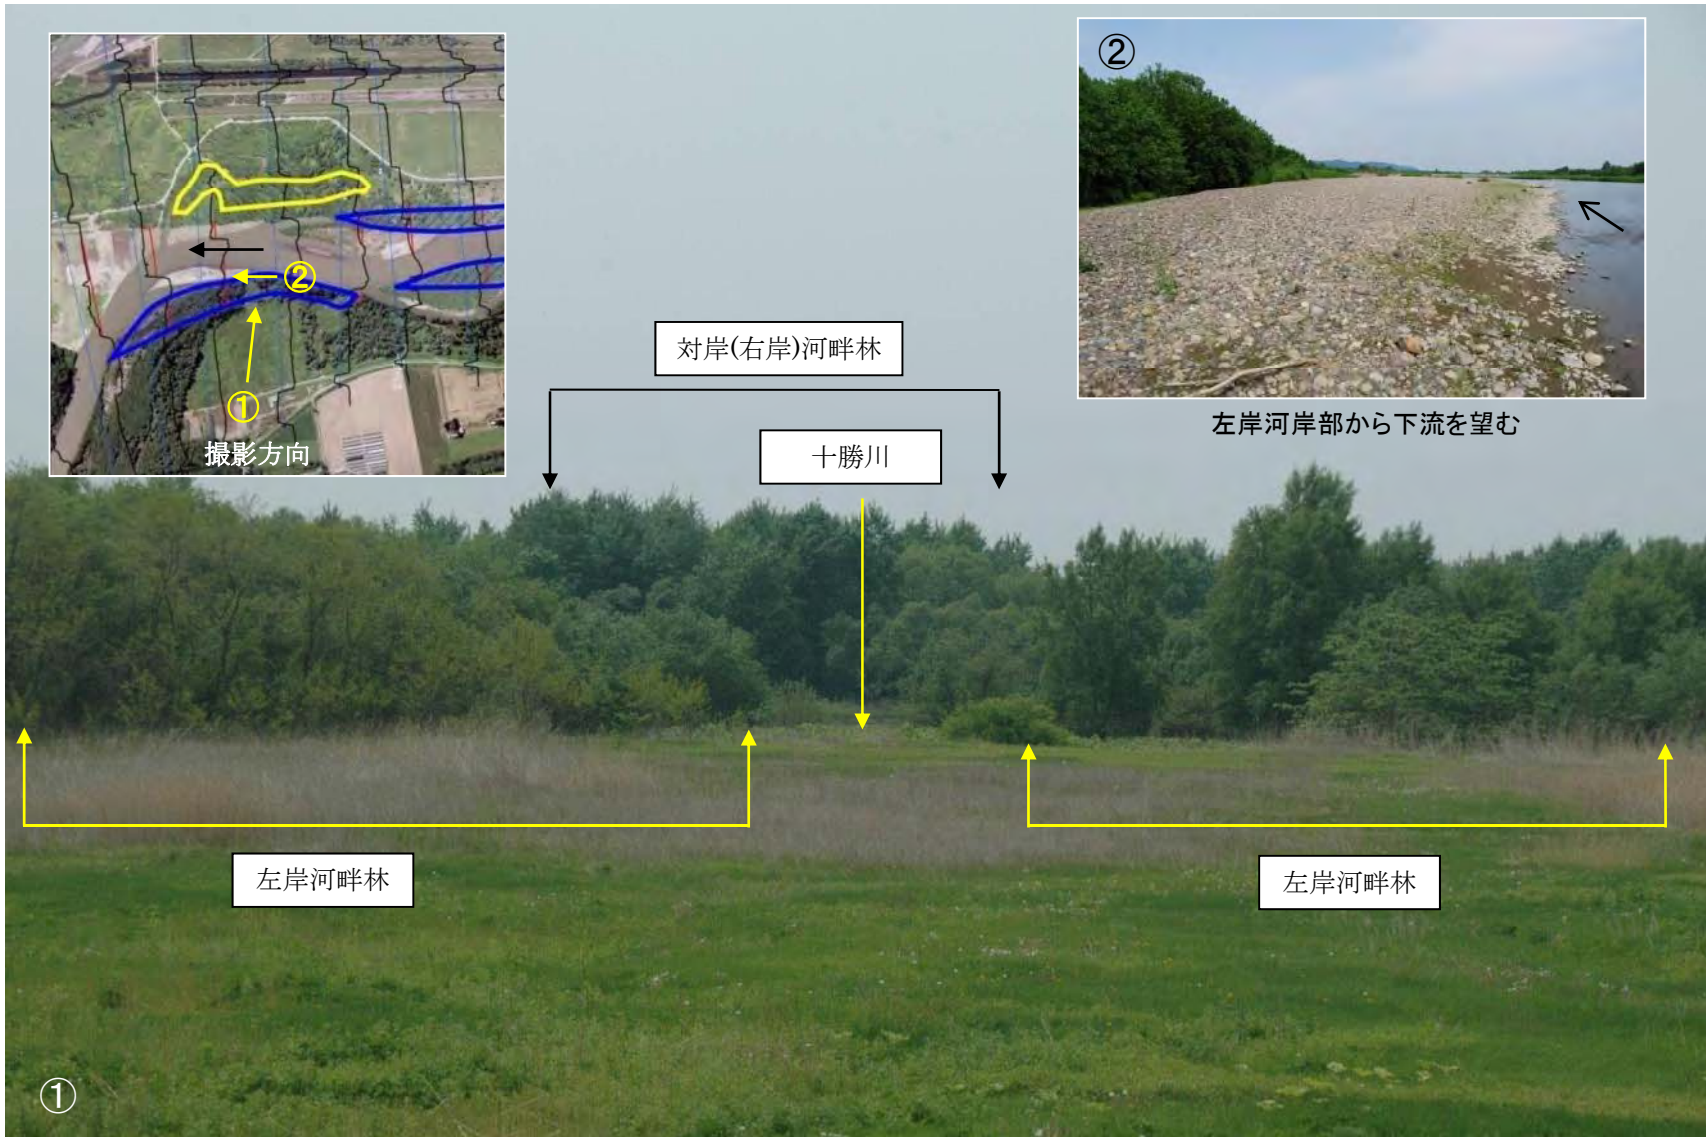 ②
①
撮影方向
②
左岸河岸部から下流を望む
対岸(右岸)河畔林
十勝川
左岸河畔林
左岸河畔林
①